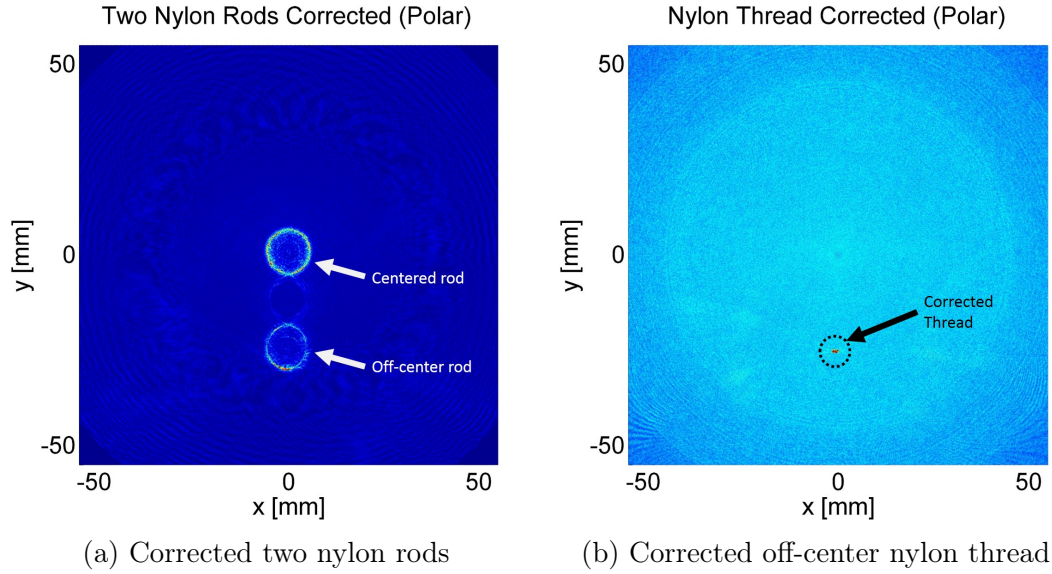 Two Nylon Rods Corrected (Polar)
50
0
-50
y [mm]
Centered rod
Off-center rod
-50 0 50
x [mm]
(a) Corrected two nylon rods
Nylon Thread Corrected (Polar)
50
0
-50
y [mm]
Corrected
Thread
-50 0 50
x [mm]
(b) Corrected off-center nylon thread